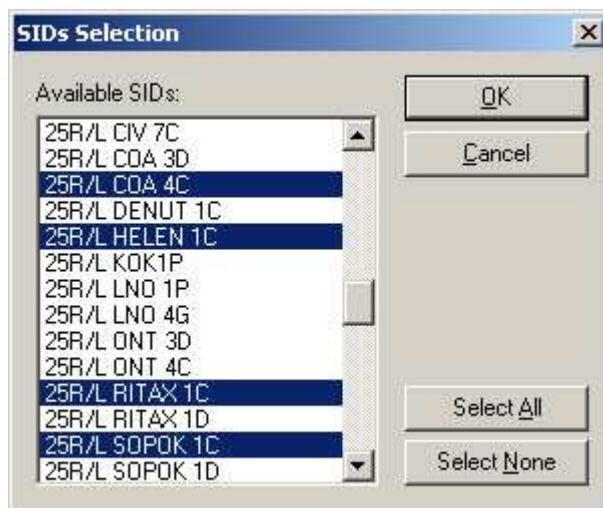 SIDs Selection
Available SIDs:
25R/L CIV 7C
25R/L COA 3D
25R/L COA 4C
25R/L DENUT 1C
25R/L HELEN 1C
25R/L KOK1P
25R/L LNO 1P
25R/L LNO 4G
25R/L ONT 3D
25R/L ONT 4C
25R/L RITAX 1C
25R/L RITAX 1D
25R/L SOPOK 1C
25R/L SOPOK 1D
OK
Cancel
Select All
Select None